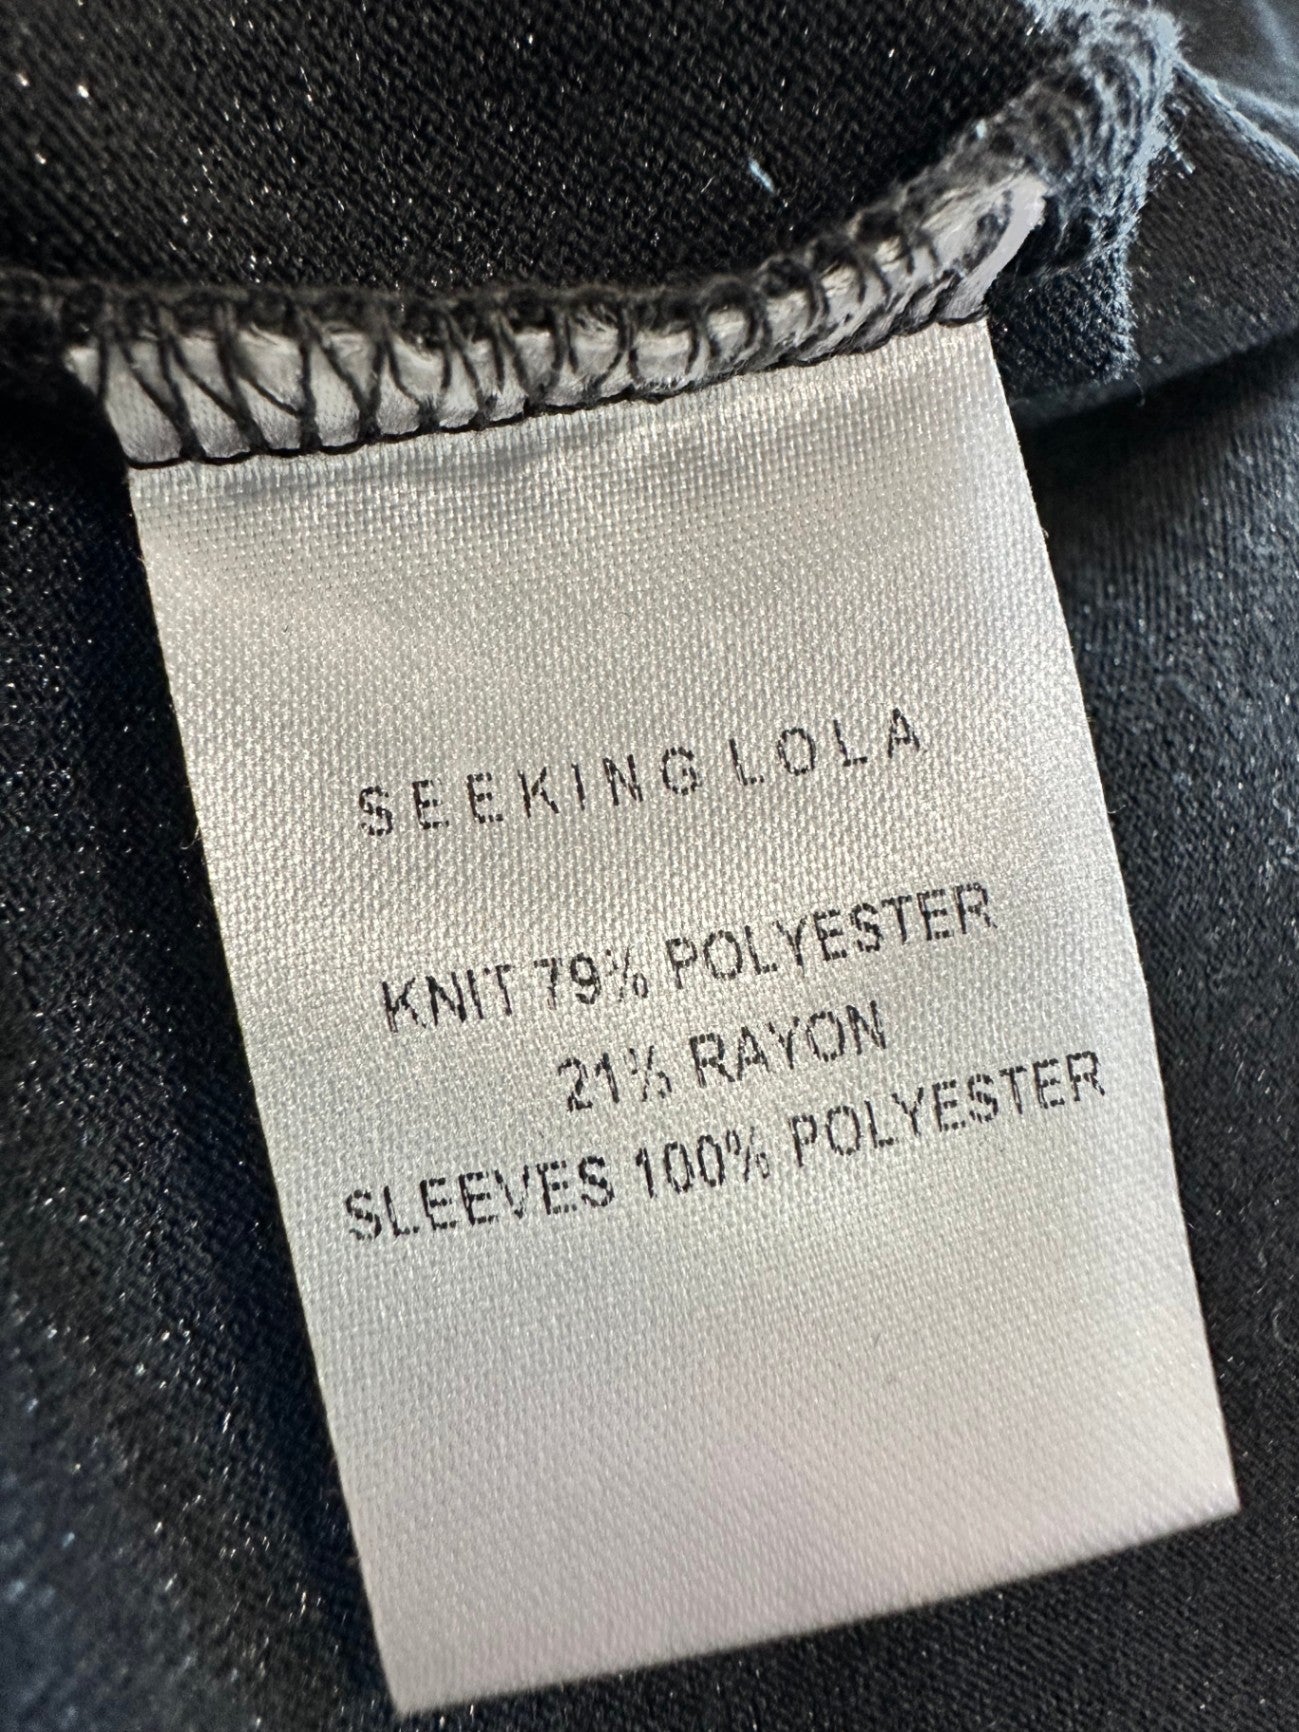 SEEKING LOLA
KNIT 79% POLYESTER
21% RAYON
SLEEVES 100% POLYESTER